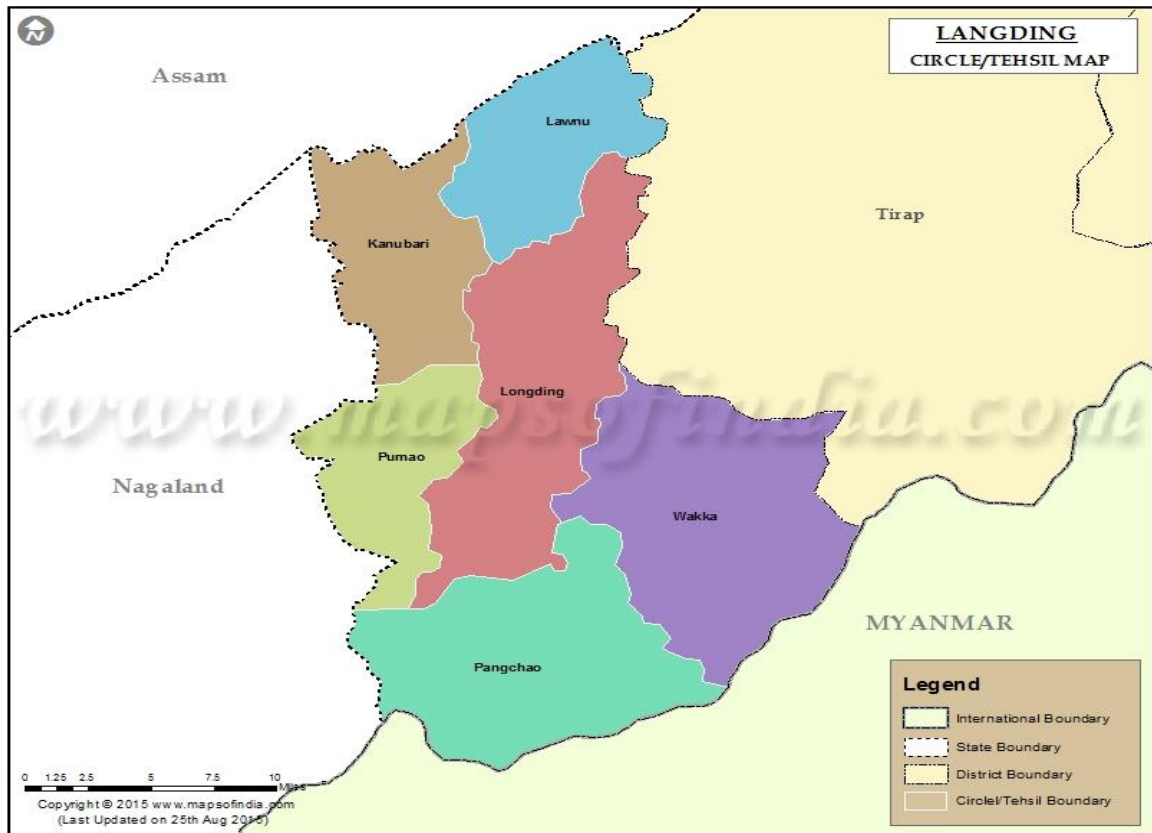 N
LANGDING
CIRCLE/TEHSIL MAP
Assam
Lawnu
Tirap
Kanubari
Longding
www.mapsofindia.com
Pumao
Nagaland
Wakka
MYANMAR
Pangchao
Legend
International Boundary
State Boundary
District Boundary
Circlel/Tehsil Boundary
0 1.25 2.5 5 7.5 10
Miles
Copyright © 2015 www.mapsofindia.com
(Last Updated on 25th Aug 2015)